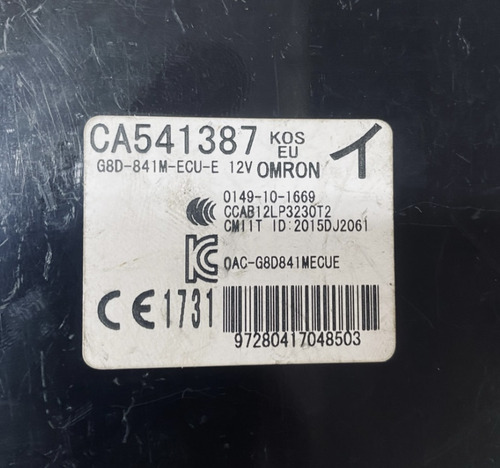 CA541387 KOS
EU
G8D-841M-ECU-E 12V OMRON イ
0149-10-1669
CCAB12LP3230T2
CMIIT ID:2015DJ2061
KC OAC-G8D841MECUE
CE 1731
97280417048503